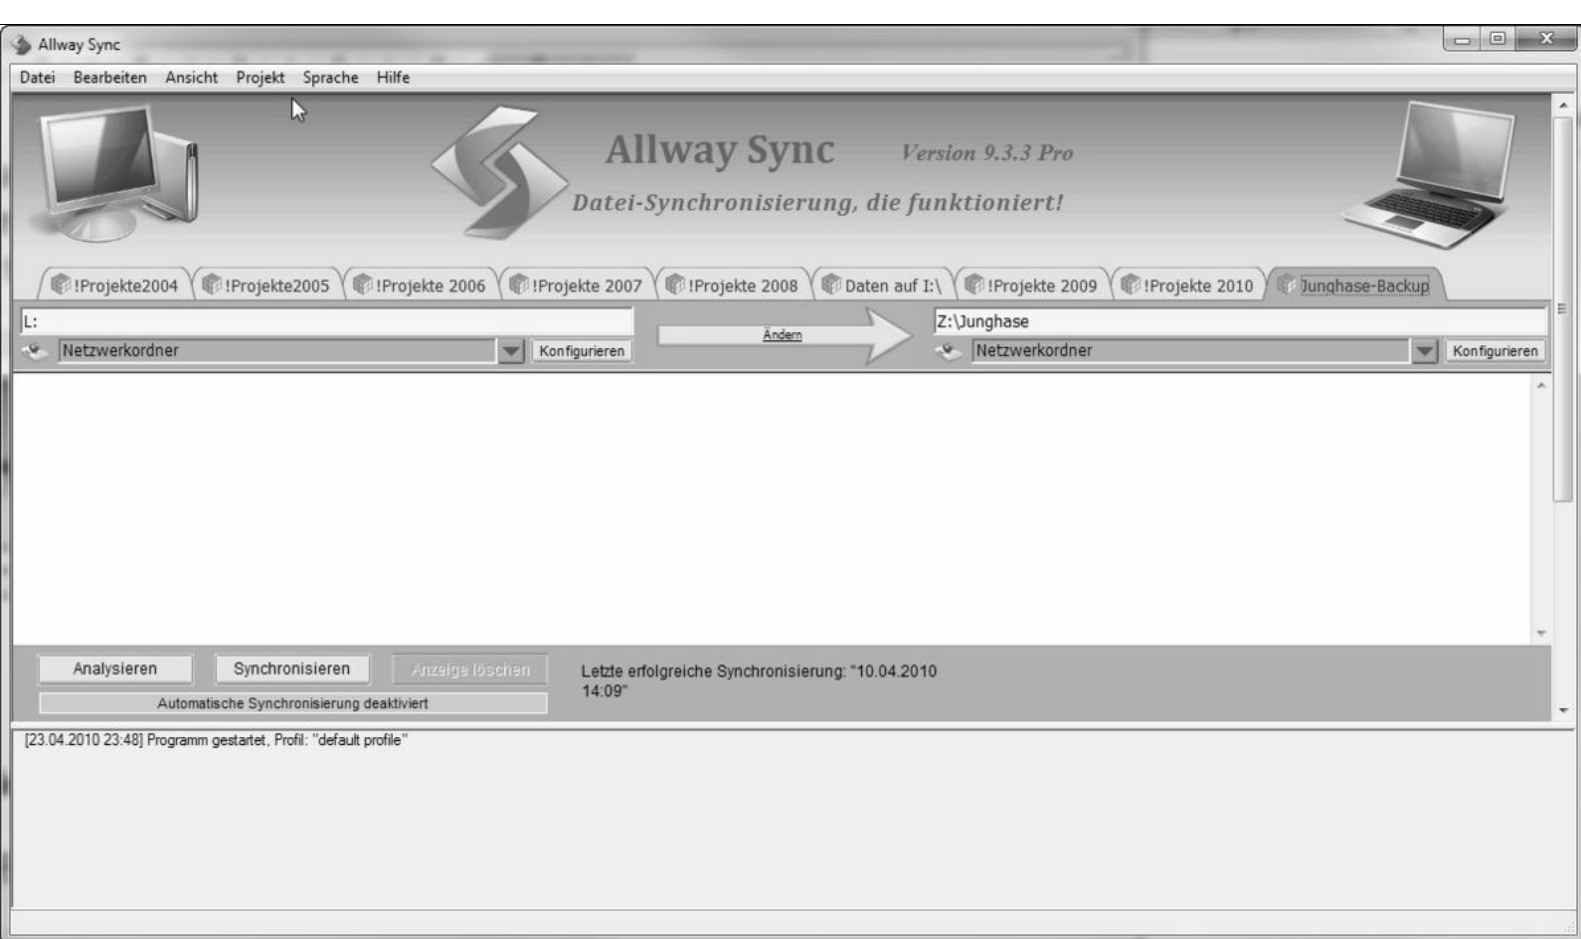 Allway Sync
Datei Bearbeiten Ansicht Projekt Sprache Hilfe
Allway Sync Version 9.3.3 Pro
Datei-Synchronisierung, die funktioniert!
!Projekte2004 !Projekte2005 !Projekte 2006 !Projekte 2007 !Projekte 2008 Daten auf I:\ !Projekte 2009 !Projekte 2010 Junghase-Backup
L: Ändern Z:\Junghase
Netzwerkordner Konfigurieren Netzwerkordner Konfigurieren
Analysieren Synchronisieren Anzeige löschen Letzte erfolgreiche Synchronisierung: "10.04.2010
14:09"
Automatische Synchronisierung deaktiviert
[23.04.2010 23:48] Programm gestartet, Profil: "default profile"